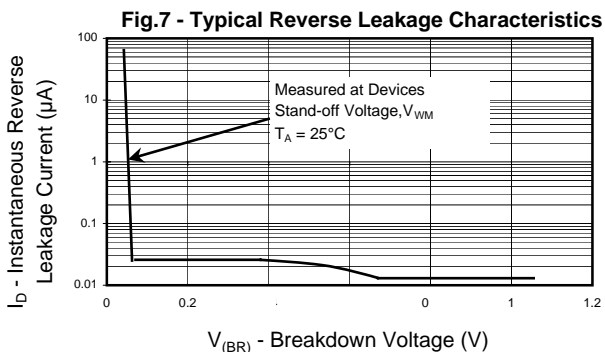 Fig.7 - Typical Reverse Leakage Characteristics
100
10
1
0.1
0.01
I_D - Instantaneous Reverse
Leakage Current (µA)
Measured at Devices
Stand-off Voltage,V_WM
T_A = 25°C
0 0.2 . 0 1 1.2
V_(BR) - Breakdown Voltage (V)